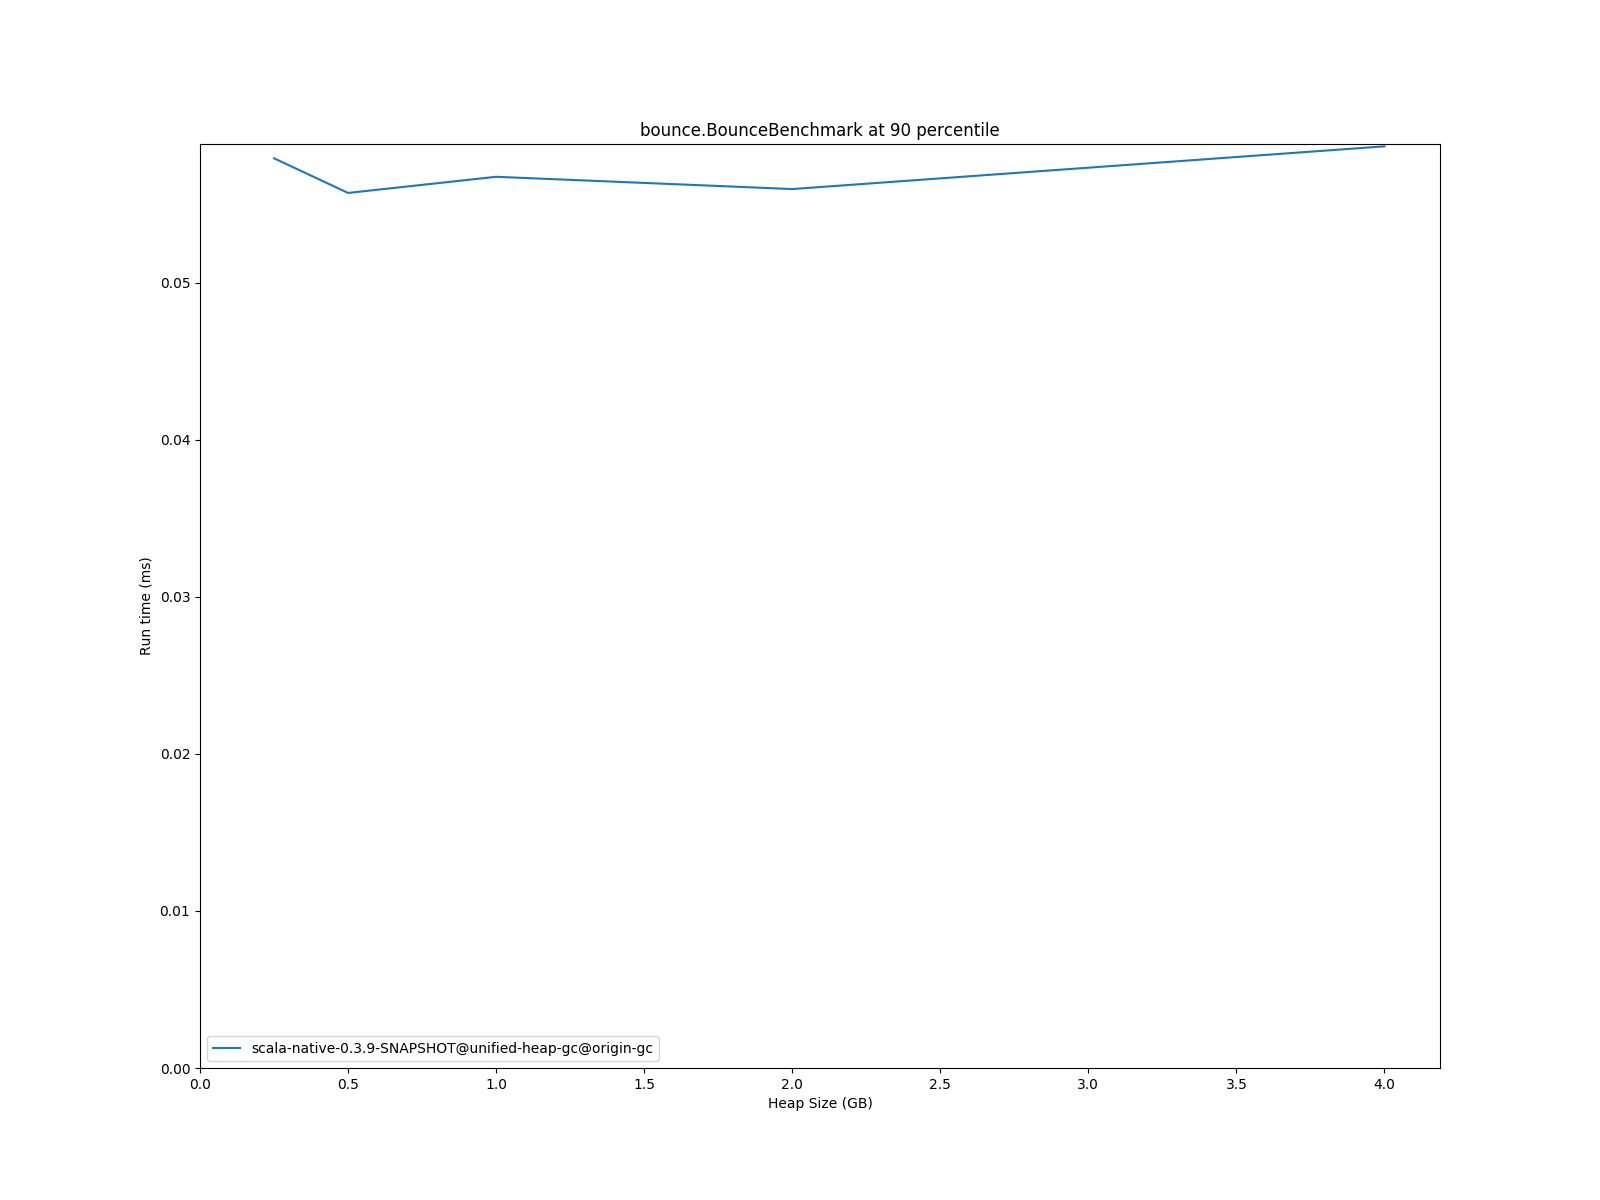 bounce.BounceBenchmark at 90 percentile
Run time (ms)
0.05
0.04
0.03
0.02
0.01
0.00
scala-native-0.3.9-SNAPSHOT@unified-heap-gc@origin-gc
0.0 0.5 1.0 1.5 2.0 2.5 3.0 3.5 4.0
Heap Size (GB)